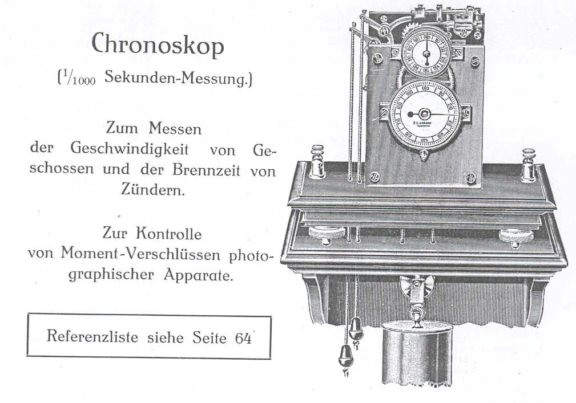 Chronoskop
(1/1000 Sekunden-Messung.)
Zum Messen
der Geschwindigkeit von Ge-
schossen und der Brennzeit von
Zündern.
Zur Kontrolle
von Moment-Verschlüssen photo-
graphischer Apparate.
Referenzliste siehe Seite 64